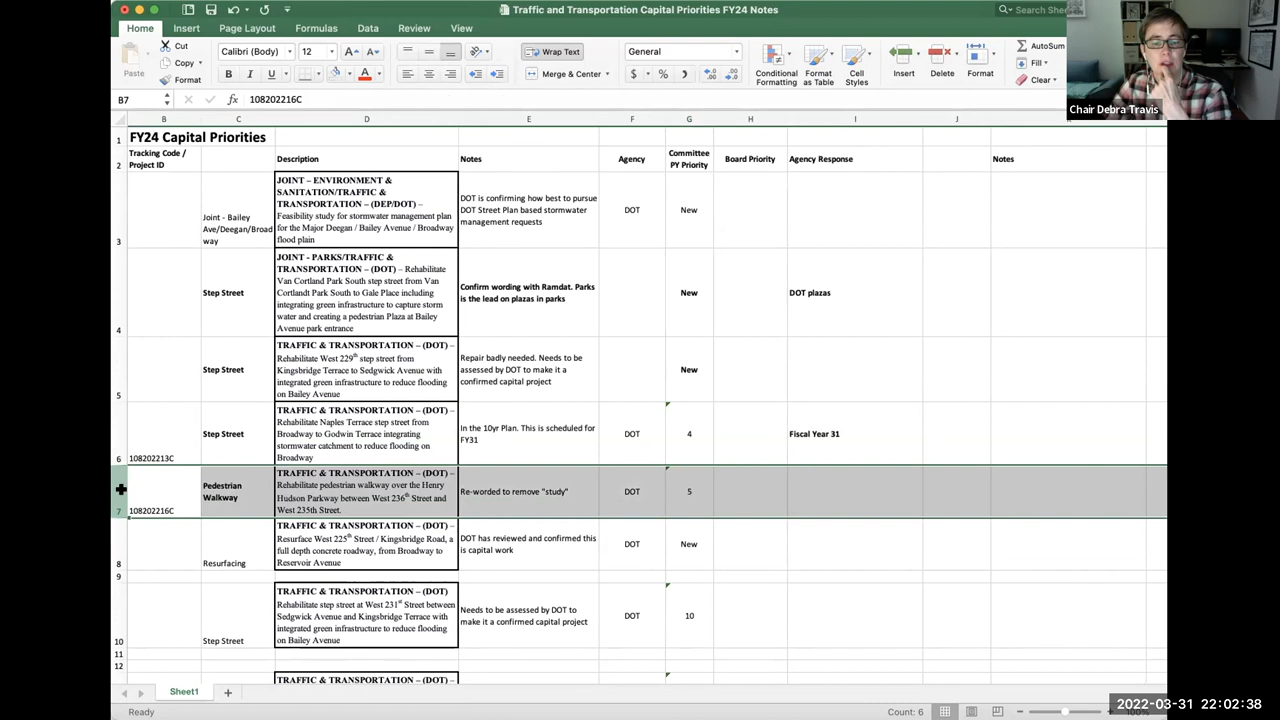 Traffic and Transportation Capital Priorities FY24 Notes
Home Insert Page Layout Formulas Data Review View
Cut
Copy
Format
Paste
Calibri (Body) 12
B I U
Wrap Text
Merge & Center
General
Conditional Formatting
Format as Table
Cell Styles
Insert Delete Format
AutoSum
Fill
Clear
Chair Debra Travis
B7 fx 108202216C
B C D E F G H I J
1 FY24 Capital Priorities
Tracking Code /
Project ID
2
Description Notes Agency
Committee
PY Priority
Board Priority Agency Response Notes
3
Joint - Bailey
Ave/Deegan/Broad
way
JOINT – ENVIRONMENT &
SANITATION/TRAFFIC &
TRANSPORTATION – (DEP/DOT) –
Feasibility study for stormwater management plan
for the Major Deegan / Bailey Avenue / Broadway
flood plain
DOT is confirming how best to pursue
DOT Street Plan based stormwater
management requests
DOT New
4
Step Street
JOINT - PARKS/TRAFFIC &
TRANSPORTATION – (DOT) – Rehabilitate
Van Cortland Park South step street from Van
Cortlandt Park South to Gale Place including
integrating green infrastructure to capture storm
water and creating a pedestrian Plaza at Bailey
Avenue park entrance
Confirm wording with Ramdat. Parks
is the lead on plazas in parks
New DOT plazas
5
Step Street
TRAFFIC & TRANSPORTATION – (DOT) –
Rehabilitate West 229th step street from
Kingsbridge Terrace to Sedgwick Avenue with
integrated green infrastructure to reduce flooding
on Bailey Avenue
Repair badly needed. Needs to be
assessed by DOT to make it a
confirmed capital project
New
6 108202213C
Step Street
TRAFFIC & TRANSPORTATION – (DOT) –
Rehabilitate Naples Terrace step street from
Broadway to Godwin Terrace integrating
stormwater catchment to reduce flooding on
Broadway
In the 10yr Plan. This is scheduled for
FY31
DOT 4 Fiscal Year 31
7 108202216C
Pedestrian
Walkway
TRAFFIC & TRANSPORTATION – (DOT) –
Rehabilitate pedestrian walkway over the Henry
Hudson Parkway between West 236th Street and
West 235th Street.
Re-worded to remove "study"
DOT 5
8
Resurfacing
TRAFFIC & TRANSPORTATION – (DOT) –
Resurface West 225th Street / Kingsbridge Road, a
full depth concrete roadway, from Broadway to
Reservoir Avenue
DOT has reviewed and confirmed this
is capital work
DOT New
9
10
Step Street
TRAFFIC & TRANSPORTATION – (DOT)
Rehabilitate step street at West 231st Street between
Sedgwick Avenue and Kingsbridge Terrace with
integrated green infrastructure to reduce flooding
on Bailey Avenue
Needs to be assessed by DOT to
make it a confirmed capital project
DOT 10
11
12
TRAFFIC & TRANSPORTATION – (DOT) –
Sheet1
Ready
Count: 6
2022-03-31 22:02:38